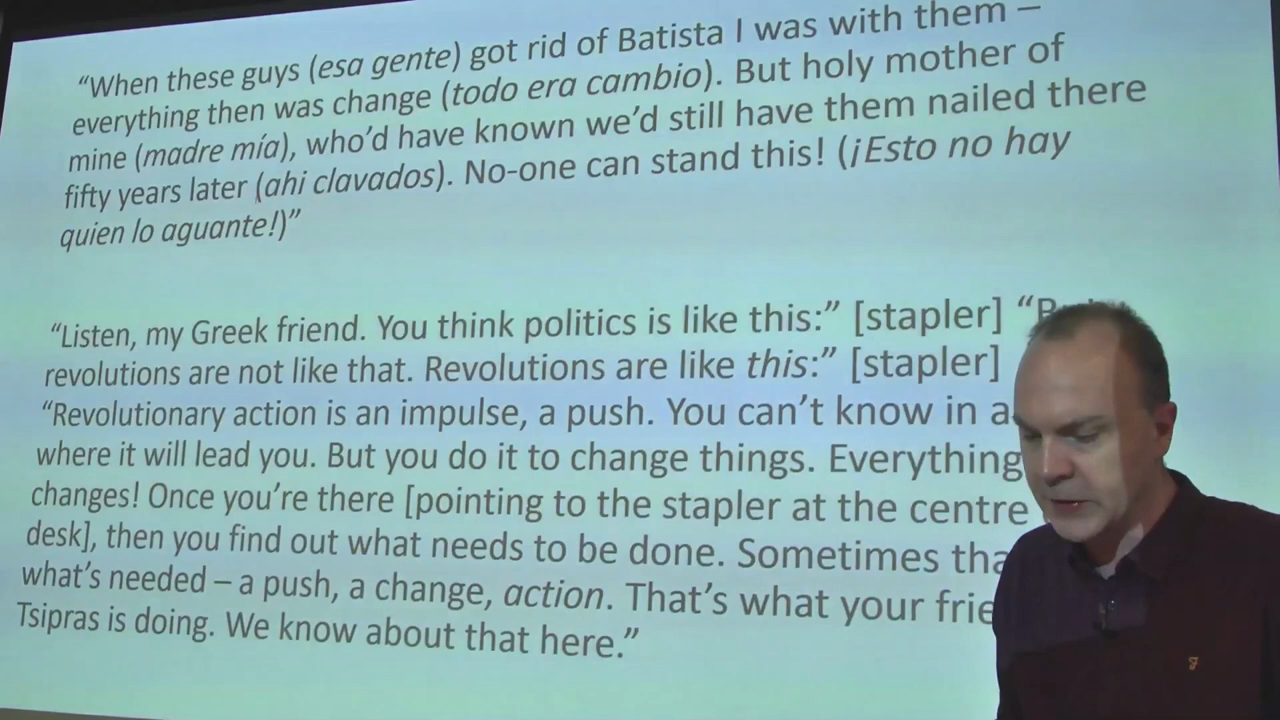 “When these guys (esa gente) got rid of Batista I was with them –
everything then was change (todo era cambio). But holy mother of
mine (madre mía), who’d have known we’d still have them nailed there
fifty years later (ahi clavados). No-one can stand this! (¡Esto no hay
quien lo aguante!)”
“Listen, my Greek friend. You think politics is like this:” [stapler]
revolutions are not like that. Revolutions are like this:” [stapler]
“Revolutionary action is an impulse, a push. You can’t know in
where it will lead you. But you do it to change things. Everything
changes! Once you’re there [pointing to the stapler at the centre
desk], then you find out what needs to be done. Sometimes
what’s needed – a push, a change, action. That’s what your
Tsipras is doing. We know about that here.”